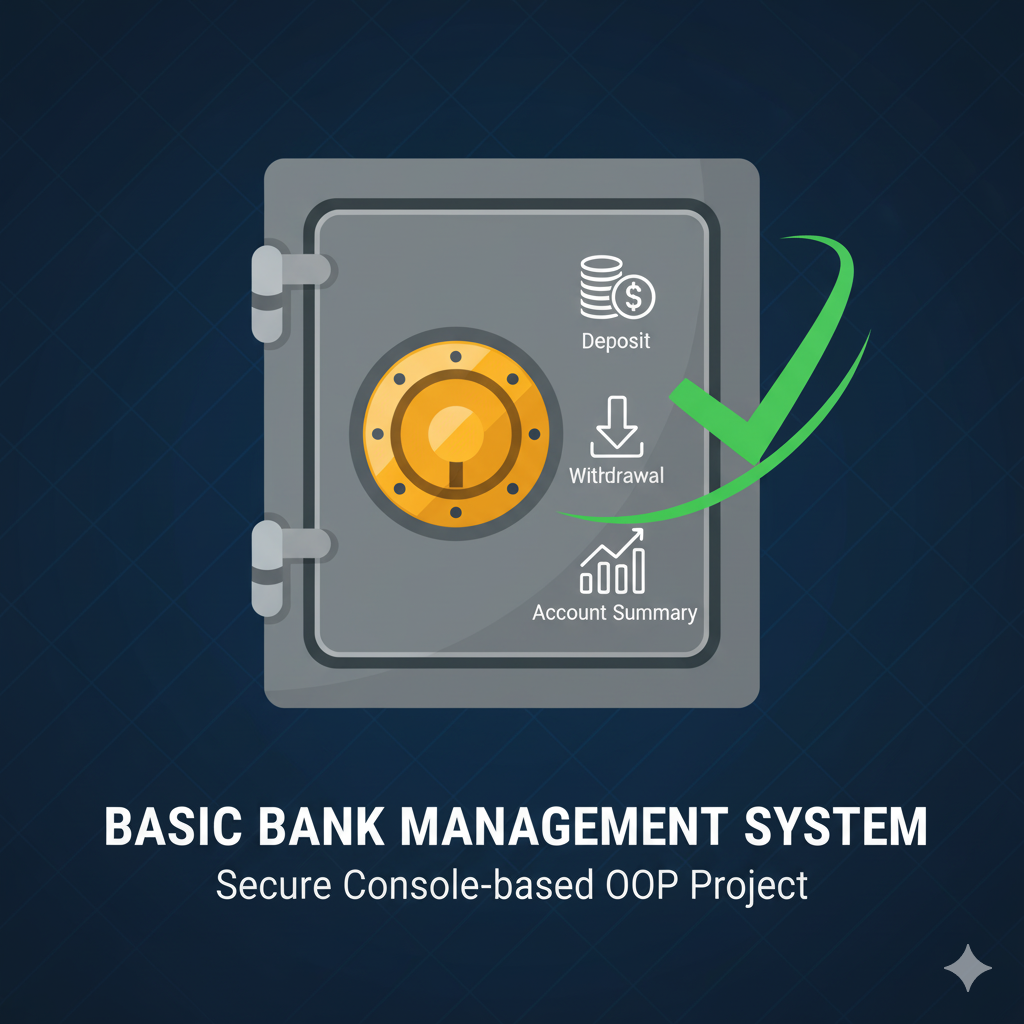 $
Deposit
Withdrawal
Account Summary
BASIC BANK MANAGEMENT SYSTEM
Secure Console-based OOP Project